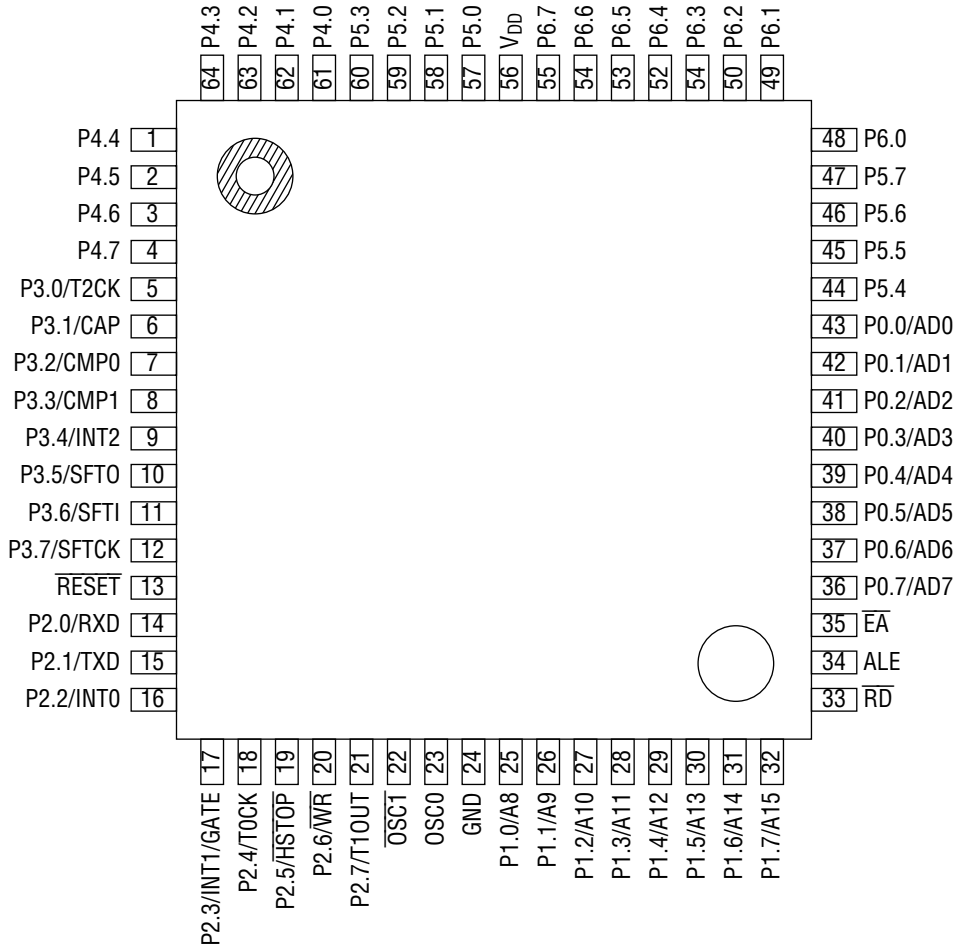 P4.3 P4.2 P4.1 P4.0 P5.3 P5.2 P5.1 P5.0 VDD P6.7 P6.6 P6.5 P6.4 P6.3 P6.2 P6.1
64 63 62 61 60 59 58 57 56 55 54 53 52 54 50 49
P4.4 1
P4.5 2
P4.6 3
P4.7 4
P3.0/T2CK 5
P3.1/CAP 6
P3.2/CMP0 7
P3.3/CMP1 8
P3.4/INT2 9
P3.5/SFTO 10
P3.6/SFTI 11
P3.7/SFTCK 12
RESET 13
P2.0/RXD 14
P2.1/TXD 15
P2.2/INT0 16
48 P6.0
47 P5.7
46 P5.6
45 P5.5
44 P5.4
43 P0.0/AD0
42 P0.1/AD1
41 P0.2/AD2
40 P0.3/AD3
39 P0.4/AD4
38 P0.5/AD5
37 P0.6/AD6
36 P0.7/AD7
35 EA
34 ALE
33 RD
17 18 19 20 21 22 23 24 25 26 27 28 29 30 31 32
P2.3/INT1/GATE P2.4/T0CK P2.5/HSTOP P2.6/WR P2.7/T1OUT OSC1 OSC0 GND P1.0/A8 P1.1/A9 P1.2/A10 P1.3/A11 P1.4/A12 P1.5/A13 P1.6/A14 P1.7/A15